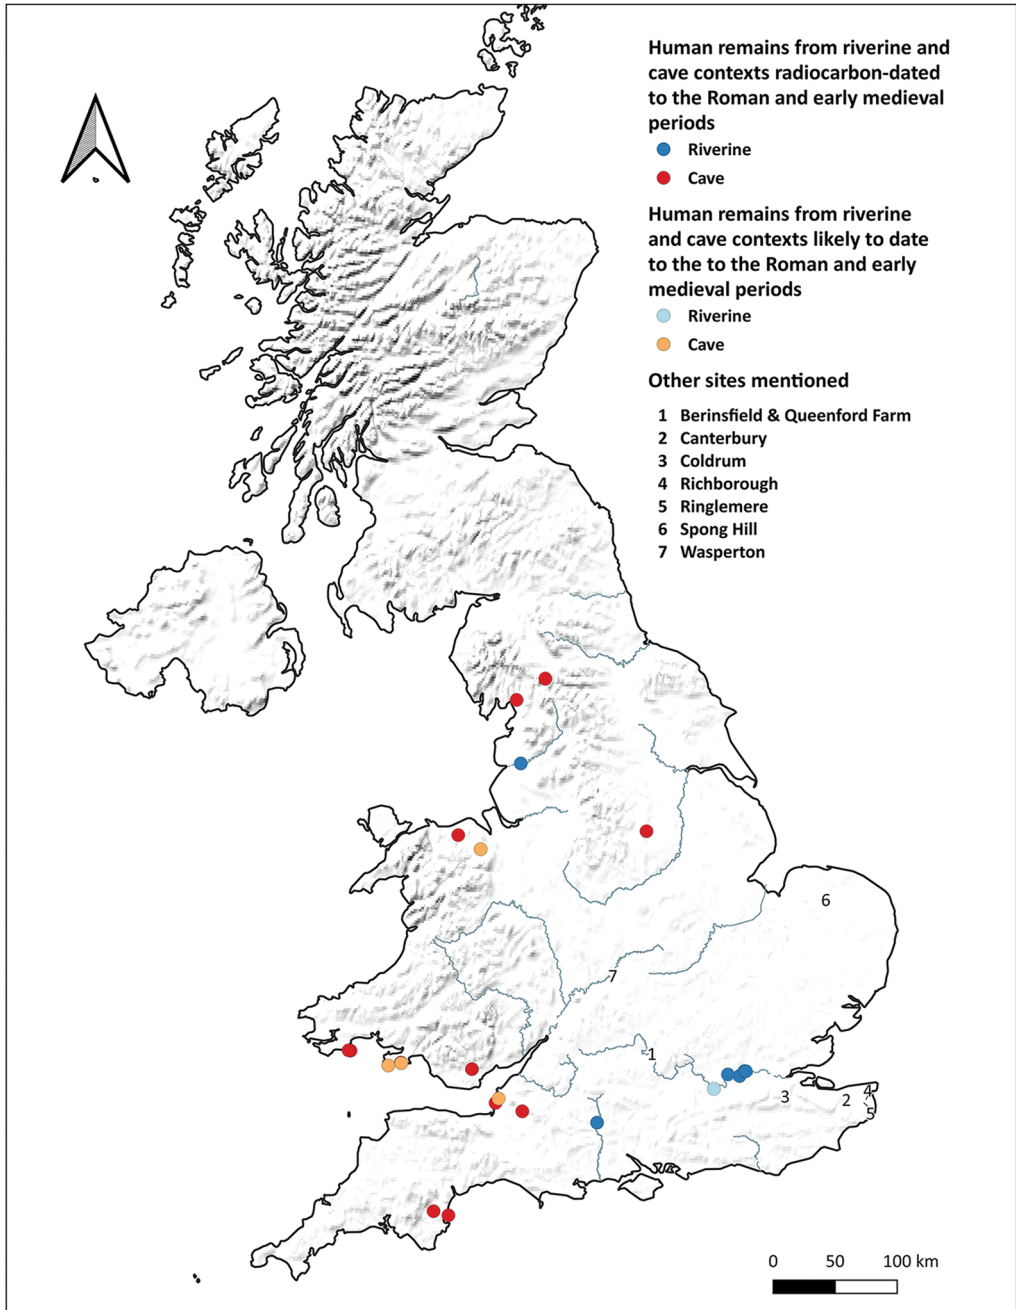 Human remains from riverine and
cave contexts radiocarbon-dated
to the Roman and early medieval
periods
Riverine
Cave
Human remains from riverine
and cave contexts likely to date
to the to the Roman and early
medieval periods
Riverine
Cave
Other sites mentioned
1 Berinsfield & Queenford Farm
2 Canterbury
3 Coldrum
4 Richborough
5 Ringlemere
6 Spong Hill
7 Wasperton
6
7
1
3
2
4
5
0 50 100 km